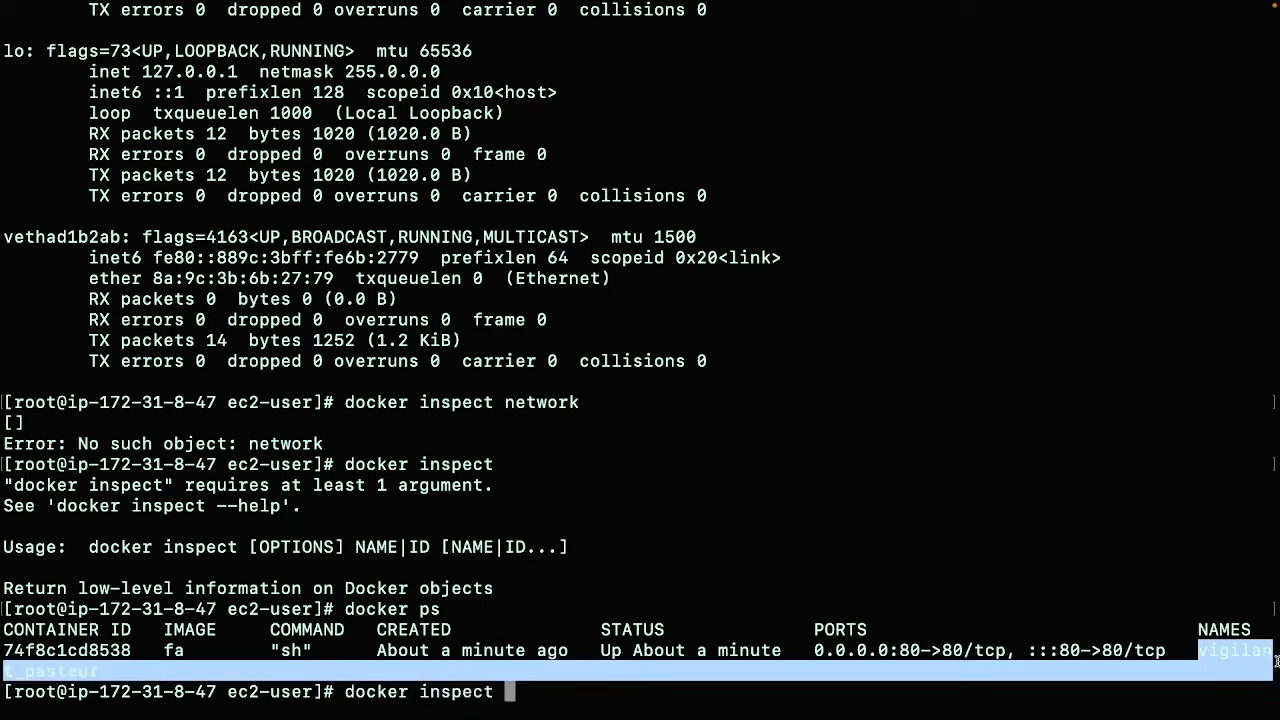 TX errors 0  dropped 0 overruns 0  carrier 0  collisions 0
lo: flags=73<UP,LOOPBACK,RUNNING>  mtu 65536
inet 127.0.0.1  netmask 255.0.0.0
inet6 ::1  prefixlen 128  scopeid 0x10<host>
loop  txqueuelen 1000  (Local Loopback)
RX packets 12  bytes 1020 (1020.0 B)
RX errors 0  dropped 0  overruns 0  frame 0
TX packets 12  bytes 1020 (1020.0 B)
TX errors 0  dropped 0 overruns 0  carrier 0  collisions 0
vethad1b2ab: flags=4163<UP,BROADCAST,RUNNING,MULTICAST>  mtu 1500
inet6 fe80::889c:3bff:fe6b:2779  prefixlen 64  scopeid 0x20<link>
ether 8a:9c:3b:6b:27:79  txqueuelen 0  (Ethernet)
RX packets 0  bytes 0 (0.0 B)
RX errors 0  dropped 0  overruns 0  frame 0
TX packets 14  bytes 1252 (1.2 KiB)
TX errors 0  dropped 0 overruns 0  carrier 0  collisions 0
[root@ip-172-31-8-47 ec2-user]# docker inspect network
[]
Error: No such object: network
[root@ip-172-31-8-47 ec2-user]# docker inspect
"docker inspect" requires at least 1 argument.
See 'docker inspect --help'.
Usage:  docker inspect [OPTIONS] NAME|ID [NAME|ID...]
Return low-level information on Docker objects
[root@ip-172-31-8-47 ec2-user]# docker ps
CONTAINER ID   IMAGE     COMMAND   CREATED              STATUS              PORTS                               NAMES
74f8c1cd8538   fa        "sh"      About a minute ago   Up About a minute   0.0.0.0:80->80/tcp, :::80->80/tcp   vigilan
t_pasteur
[root@ip-172-31-8-47 ec2-user]# docker inspect